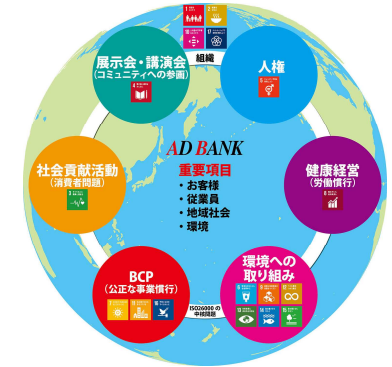 組織
展示会・講演会
(コミュニティへの参画)
人権
AD BANK
重要項目
・お客様
・従業員
・地域社会
・環境
社会貢献活動
(消費者問題)
健康経営
(労働慣行)
BCP
(公正な事業慣行)
環境への
取り組み
ISO26000の
中核問題